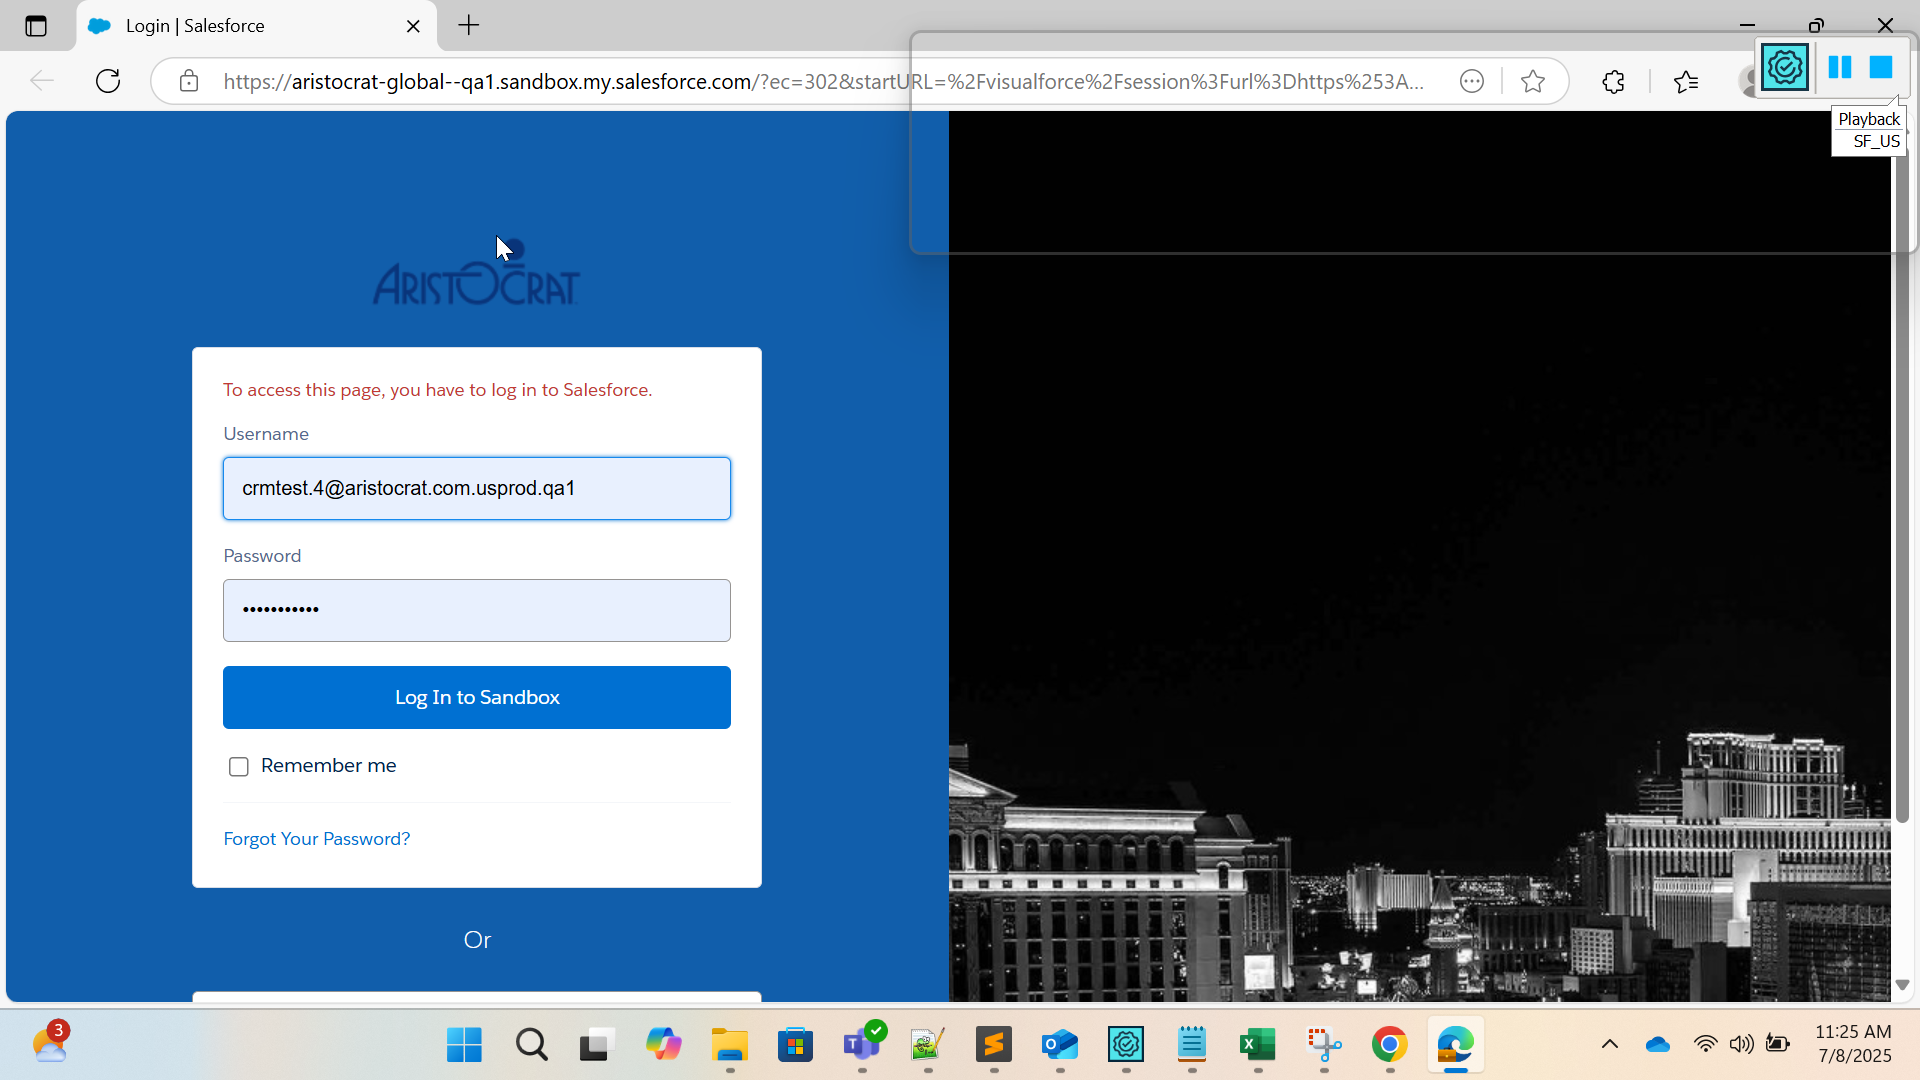 Login | Salesforce
https://aristocrat-global--qa1.sandbox.my.salesforce.com/?ec=302&startURL=%2Fvisualforce%2Fsession%3Furl%3Dhttps%253A...
Playback
SF_US
ARISTOCRAT
To access this page, you have to log in to Salesforce.
Username
crmtest.4@aristocrat.com.usprod.qa1
Password
•••••••••••
Log In to Sandbox
Remember me
Forgot Your Password?
Or
3
11:25 AM
7/8/2025